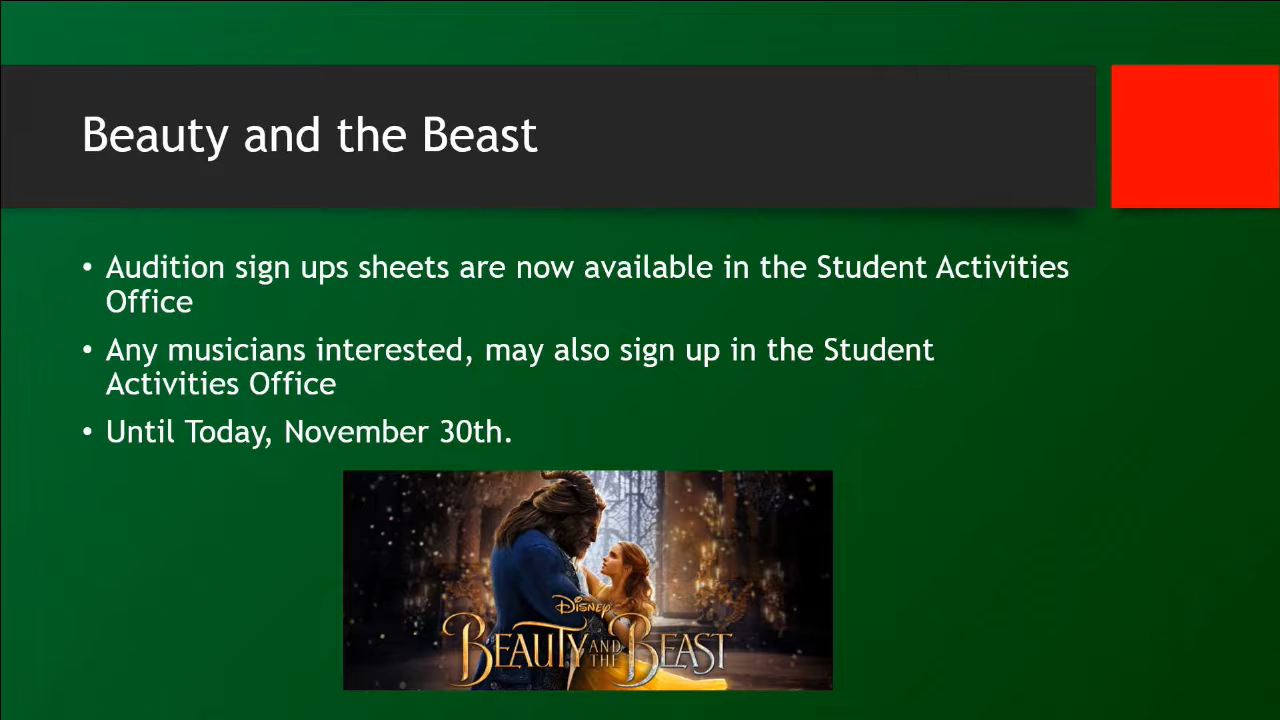 Beauty and the Beast
• Audition sign ups sheets are now available in the Student Activities
Office
• Any musicians interested, may also sign up in the Student
Activities Office
• Until Today, November 30th.
Disney
BEAUTY AND THE BEAST